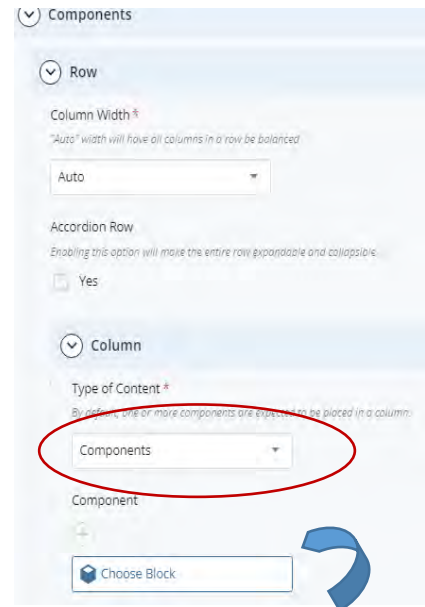 Components
Row
Column Width *
"Auto" width will have all columns in a row be balanced
Auto
Accordion Row
Enabling this option will make the entire row expandable and collapsible.
Yes
Column
Type of Content *
By default, one or more components are expected to be placed in a column.
Components
Component
Choose Block